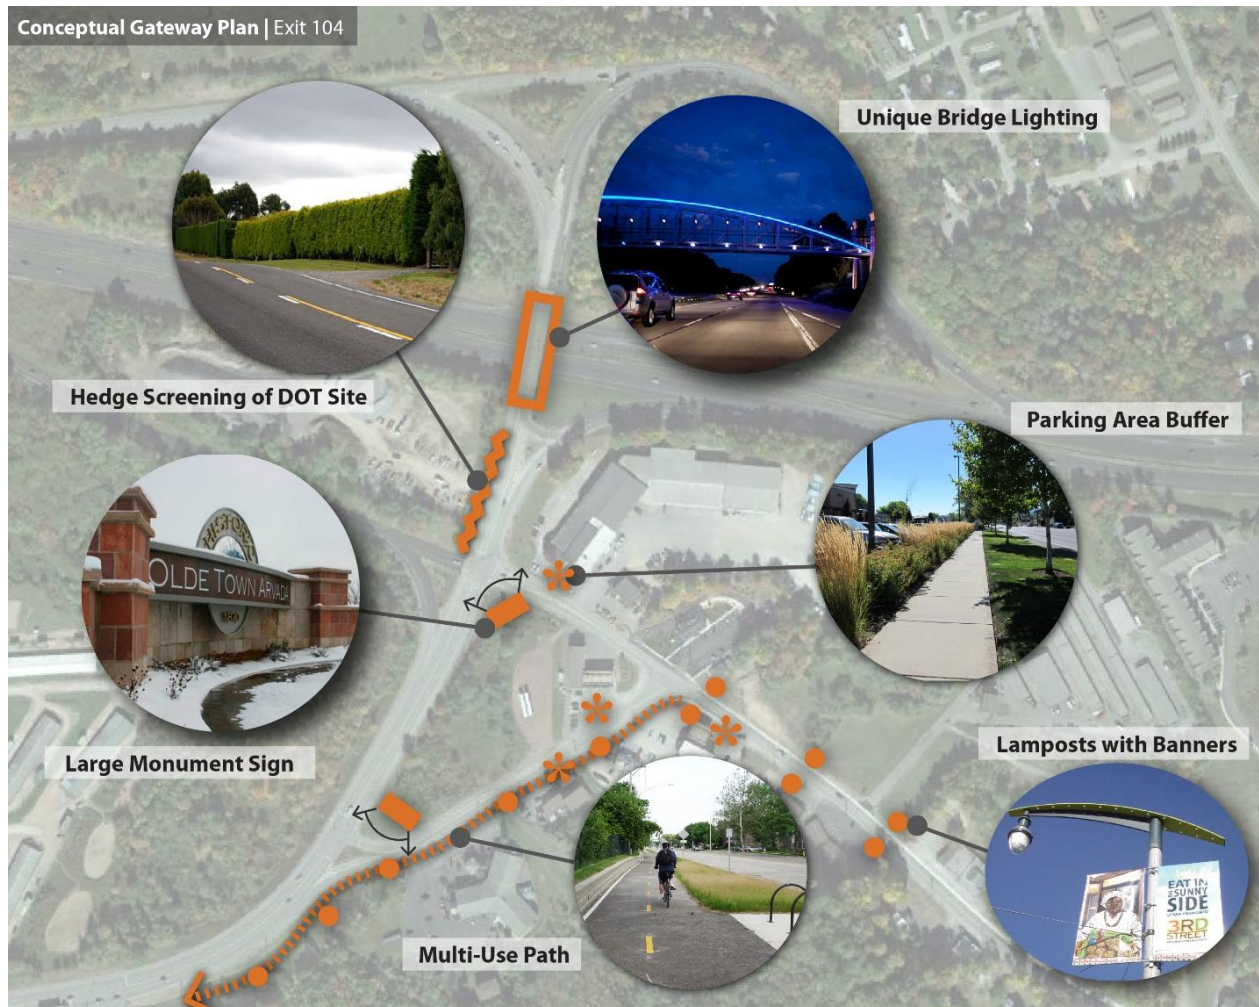 Conceptual Gateway Plan | Exit 104
Unique Bridge Lighting
Hedge Screening of DOT Site
Parking Area Buffer
HISTORIC
OLDE TOWN ARVADA
Large Monument Sign
Lamposts with Banners
EAT IN
SUNNY
SIDE
3RD
STREET
Multi-Use Path